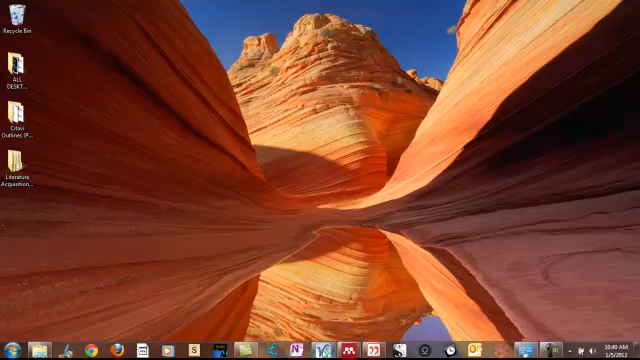 Recycle Bin
ALL
DESKT...
Citavi
Outlines (P...
Literature
Acquisition...
10:40 AM
1/5/2012